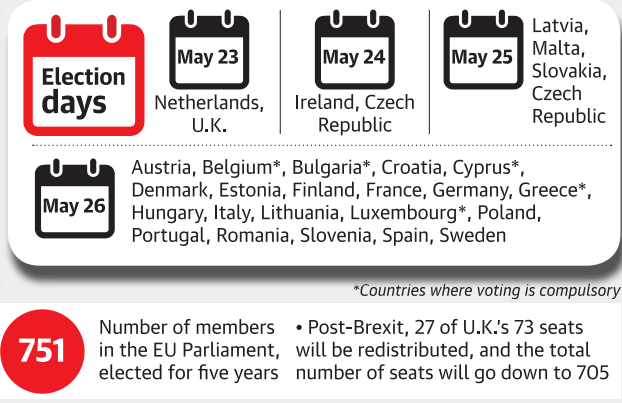 Election
days
May 23
Netherlands,
U.K.
May 24
Ireland, Czech
Republic
May 25
Latvia,
Malta,
Slovakia,
Czech
Republic
May 26
Austria, Belgium*, Bulgaria*, Croatia, Cyprus*,
Denmark, Estonia, Finland, France, Germany, Greece*,
Hungary, Italy, Lithuania, Luxembourg*, Poland,
Portugal, Romania, Slovenia, Spain, Sweden
*Countries where voting is compulsory
751
Number of members
in the EU Parliament,
elected for five years
• Post-Brexit, 27 of U.K.'s 73 seats
will be redistributed, and the total
number of seats will go down to 705